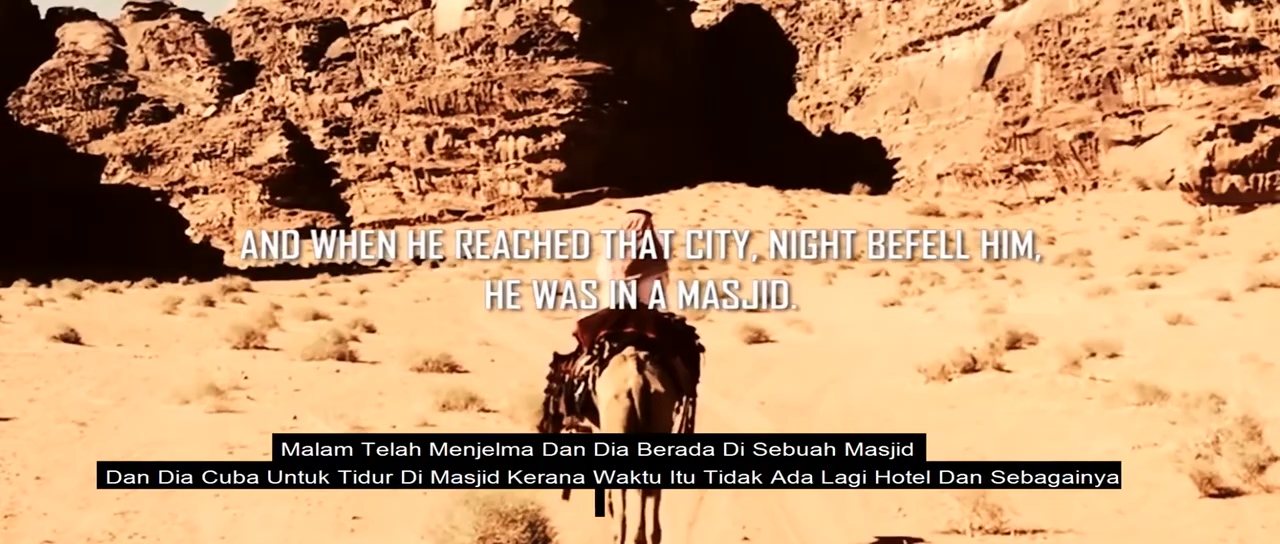 AND WHEN HE REACHED THAT CITY, NIGHT BEFELL HIM,
HE WAS IN A MASJID.
Malam Telah Menjelma Dan Dia Berada Di Sebuah Masjid
Dan Dia Cuba Untuk Tidur Di Masjid Kerana Waktu Itu Tidak Ada Lagi Hotel Dan Sebagainya